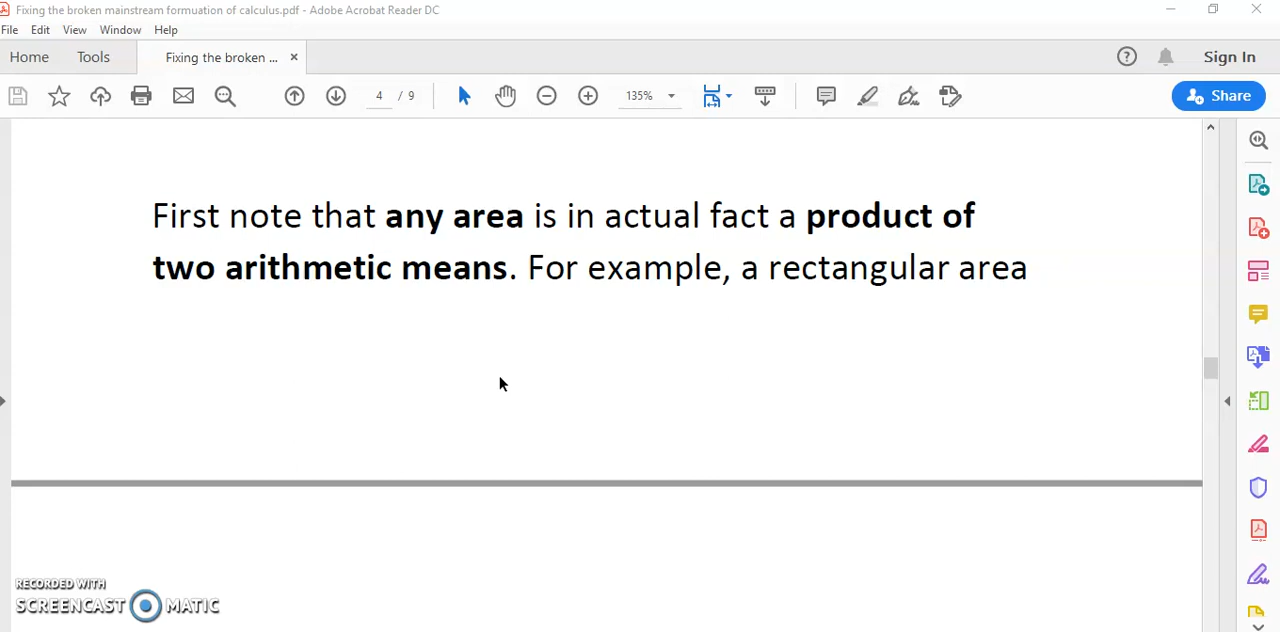 Fixing the broken mainstream formuation of calculus.pdf - Adobe Acrobat Reader DC
File Edit View Window Help
Home Tools Fixing the broken ... × Sign In
4 / 9 135% Share
First note that any area is in actual fact a product of
two arithmetic means. For example, a rectangular area
RECORDED WITH
SCREENCAST MATIC